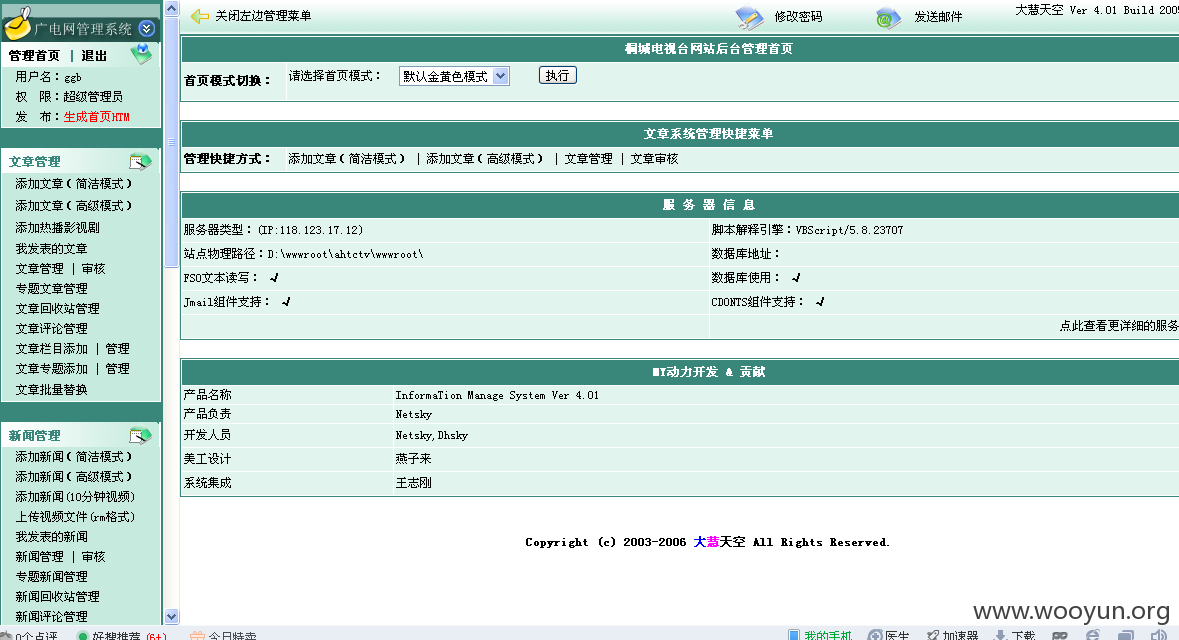 广电网管理系统
管理首页 | 退出
用户名：ggb
权 限：超级管理员
发 布：生成首页HTM
文章管理
添加文章(简洁模式)
添加文章(高级模式)
添加热播影视剧
我发表的文章
文章管理 | 审核
专题文章管理
文章回收站管理
文章评论管理
文章栏目添加 | 管理
文章专题添加 | 管理
文章批量替换
新闻管理
添加新闻(简洁模式)
添加新闻(高级模式)
添加新闻(10分钟视频)
上传视频文件(rm格式)
我发表的新闻
新闻管理 | 审核
专题新闻管理
新闻回收站管理
新闻评论管理
关闭左边管理菜单
修改密码
发送邮件
大慧天空 Ver 4.01 Build 200
桐城电视台网站后台管理首页
首页模式切换： 请选择首页模式： 默认金黄色模式 执行
文章系统管理快捷菜单
管理快捷方式： 添加文章(简洁模式) | 添加文章(高级模式) | 文章管理 | 文章审核
服 务 器 信 息
服务器类型：(IP:118.123.17.12) 脚本解释引擎：VBScript/5.8.23707
站点物理路径：D:\wwwroot\ahtctv\wwwroot\ 数据库地址：
FSO文本读写： √ 数据库使用： √
Jmail组件支持： √ CDONTS组件支持： √
点此查看更详细的服务
MY动力开发 & 贡献
产品名称 InformaTion Manage System Ver 4.01
产品负责 Netsky
开发人员 Netsky,Dhsky
美工设计 燕子来
系统集成 王志刚
Copyright (c) 2003-2006 大慧天空 All Rights Reserved.
www.wooyun.org
0个点评 好搜推荐 (6+) 今日特卖 我的手机 医生 加速器 下载